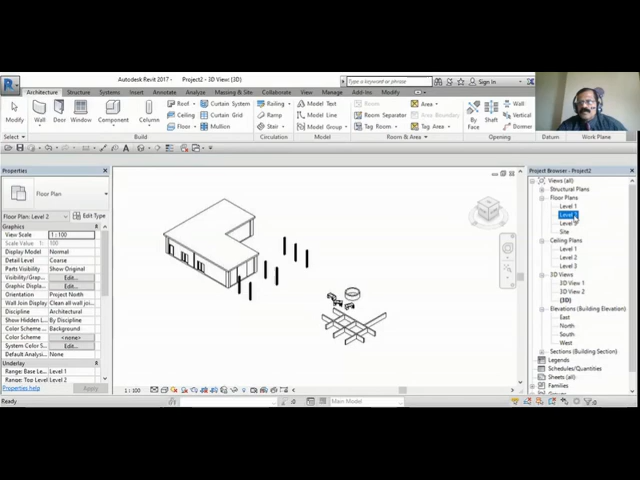 Autodesk Revit 2017 - Project2 - 3D View: {3D}
Type a keyword or phrase
Sign In
Architecture Structure Systems Insert Annotate Analyze Massing & Site Collaborate View Manage Add-Ins Modify
Modify Wall Door Window Component
Roof Ceiling Floor
Curtain System Curtain Grid Mullion
Railing Ramp Stair
Model Text Model Line Model Group
Room Room Separator Tag Room
Area Tag Area
By Face Shaft
Wall Vertical Dormer
Select Build Circulation Model Room & Area Opening Datum Work Plane
Properties
Floor Plan
Floor Plan: Level 2 Edit Type
Graphics
View Scale 1 : 100
Scale Value 1: 100
Display Model Normal
Detail Level Coarse
Parts Visibility Show Original
Visibility/Grap... Edit...
Graphic Displa... Edit...
Orientation Project North
Wall Join Display Clean all wall joi...
Discipline Architectural
Show Hidden L... By Discipline
Color Scheme ... Background
Color Scheme <none>
System Color S... Edit...
Default Analysi... None
Underlay
Range: Base Le...
Range: Top Level Level 2
Properties help Apply
Project Browser - Project2
Views (all)
Structural Plans
Floor Plans
Level 1
Level
Site
Ceiling Plans
Level 1
Level 2
Level 3
3D Views
3D View 1
3D View 2
{3D}
Elevations (Building Elevation)
East
North
South
West
Sections (Building Section)
Legends
Schedules/Quantities
Sheets (all)
Families
1 : 100
Ready
:0
Main Model
:0